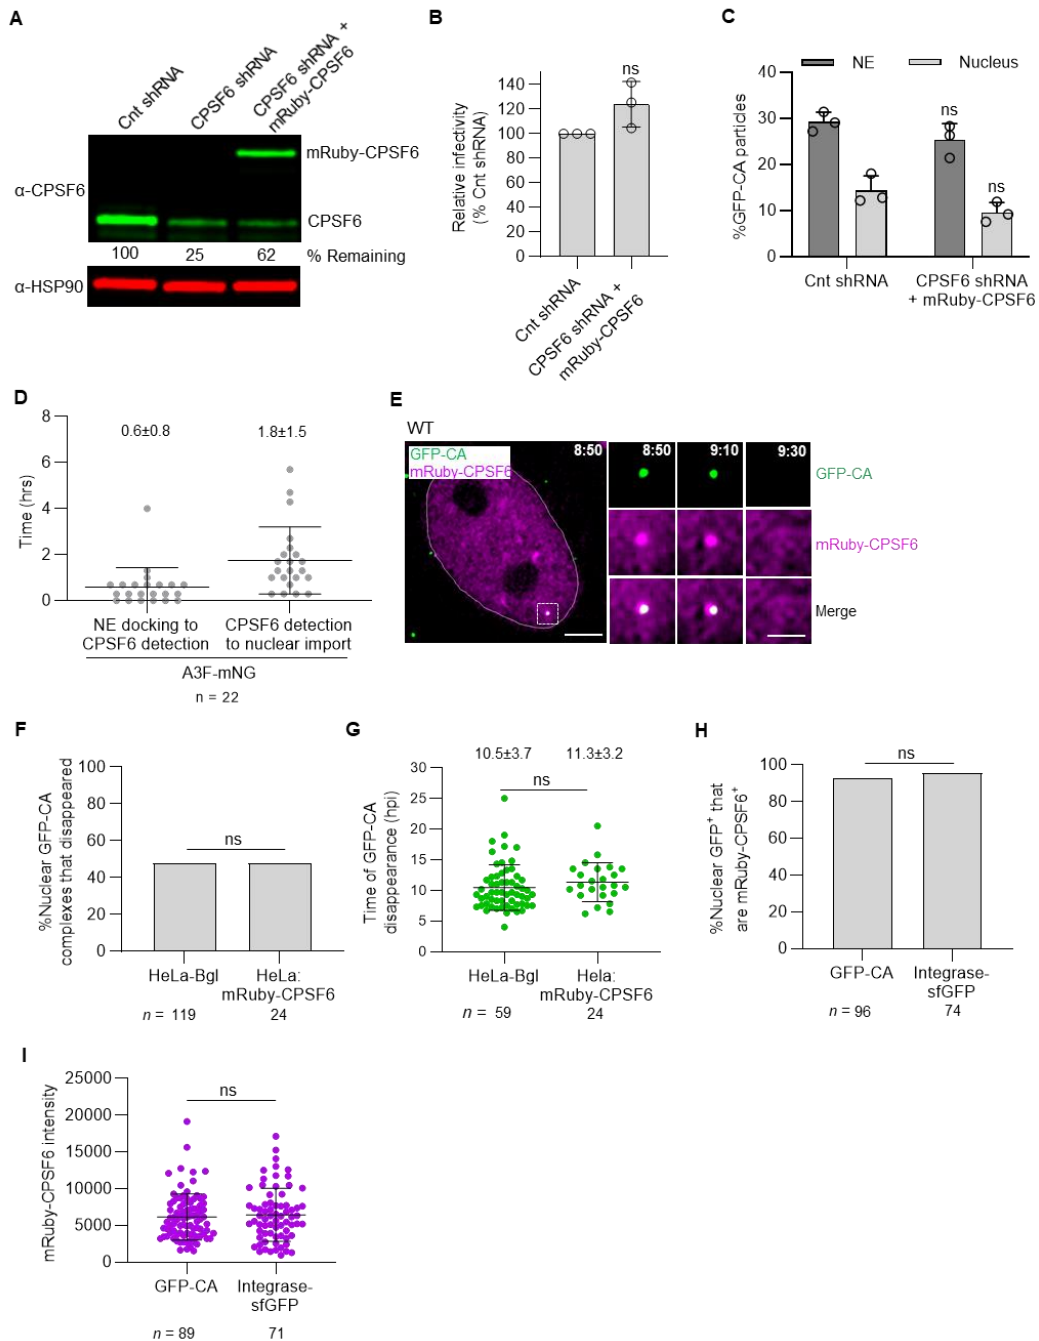 A
Cnt shRNA
CPSF6 shRNA
CPSF6 shRNA +
mRuby-CPSF6
α-CPSF6
mRuby-CPSF6
CPSF6
100 25 62 % Remaining
α-HSP90
B
Relative infectivity
(% Cnt shRNA)
140
120
100
80
60
40
20
0
ns
Cnt shRNA
CPSF6 shRNA +
mRuby-CPSF6
C
NE Nucleus
%GFP-CA particles
40
30
20
10
0
ns
ns
Cnt shRNA
CPSF6 shRNA
+ mRuby-CPSF6
D
Time (hrs)
8
6
4
2
0
0.6±0.8 1.8±1.5
NE docking to
CPSF6 detection
CPSF6 detection
to nuclear import
A3F-mNG
n = 22
E
WT
GFP-CA
mRuby-CPSF6
8:50
8:50 9:10 9:30
GFP-CA
mRuby-CPSF6
Merge
F
%Nuclear GFP-CA
complexes that disappeared
100
80
60
40
20
0
ns
HeLa-Bgl
HeLa:
mRuby-CPSF6
n = 119 24
G
Time of GFP-CA
disappearance (hpi)
10.5±3.7 11.3±3.2
30
25
20
15
10
5
0
ns
HeLa-Bgl
Hela:
mRuby-CPSF6
n = 59 24
H
%Nuclear GFP+ that
are mRuby-CPSF6+
100
80
60
40
20
0
ns
GFP-CA
Integrase-
sfGFP
n = 96 74
I
mRuby-CPSF6 intensity
25000
20000
15000
10000
5000
0
ns
GFP-CA
Integrase-
sfGFP
n = 89 71